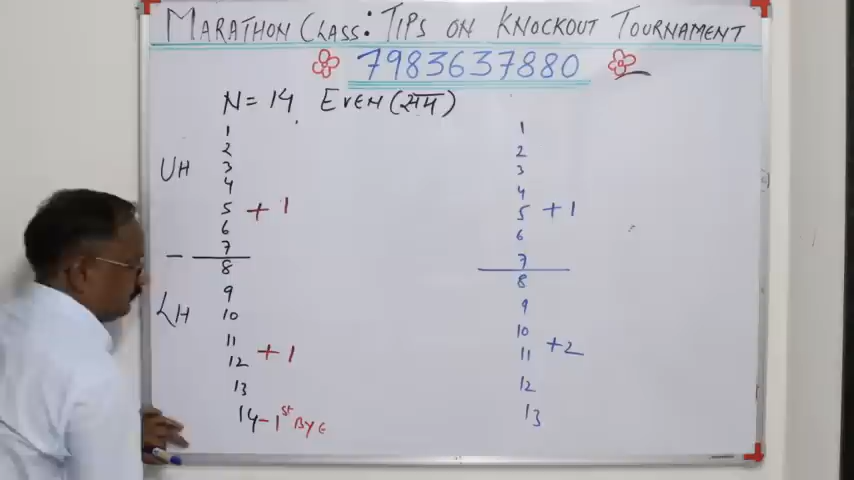 MARATHON CLASS: TIPS ON KNOCKOUT TOURNAMENT
7983637880
N = 14 EVEN (सम)
1
2
UH 3
4
5 + 1
6
7
8
9
LH 10
11
12 + 1
13
14 - 1st BYE
1
2
3
4
5 + 1
6
7
8
9
10
11 + 2
12
13